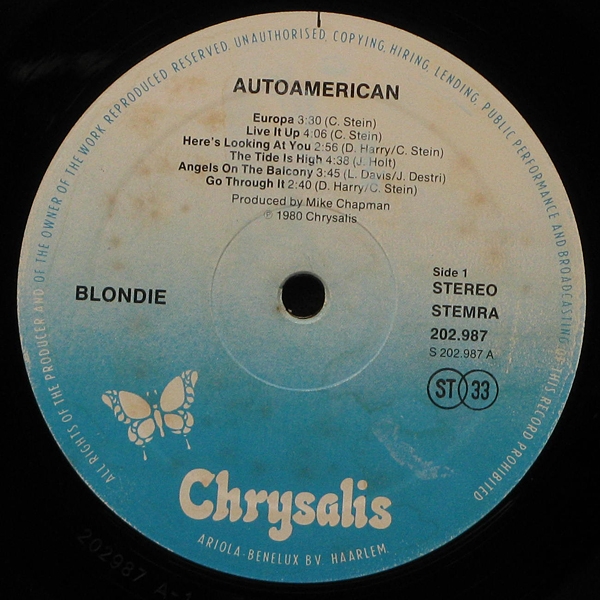 ALL RIGHTS OF THE PRODUCER AND OF THE OWNER OF THE WORK REPRODUCED RESERVED, UNAUTHORISED, COPYING, HIRING, LENDING, PUBLIC PERFORMANCE AND BROADCASTING OF THIS RECORD PROHIBITED
AUTOAMERICAN
Europa 3:30 (C. Stein)
Live It Up 4:06 (C. Stein)
Here's Looking At You 2:56 (D. Harry/C. Stein)
The Tide Is High 4:38 (J. Holt)
Angels On The Balcony 3:45 (L. Davis/J. Destri)
Go Through It 2:40 (D. Harry/C. Stein)
Produced by Mike Chapman
℗ 1980 Chrysalis
BLONDIE
Side 1
STEREO
STEMRA
202.987
S 202.987 A
ST 33
Chrysalis
ARIOLA-BENELUX B.V. HAARLEM.
202987 A-1